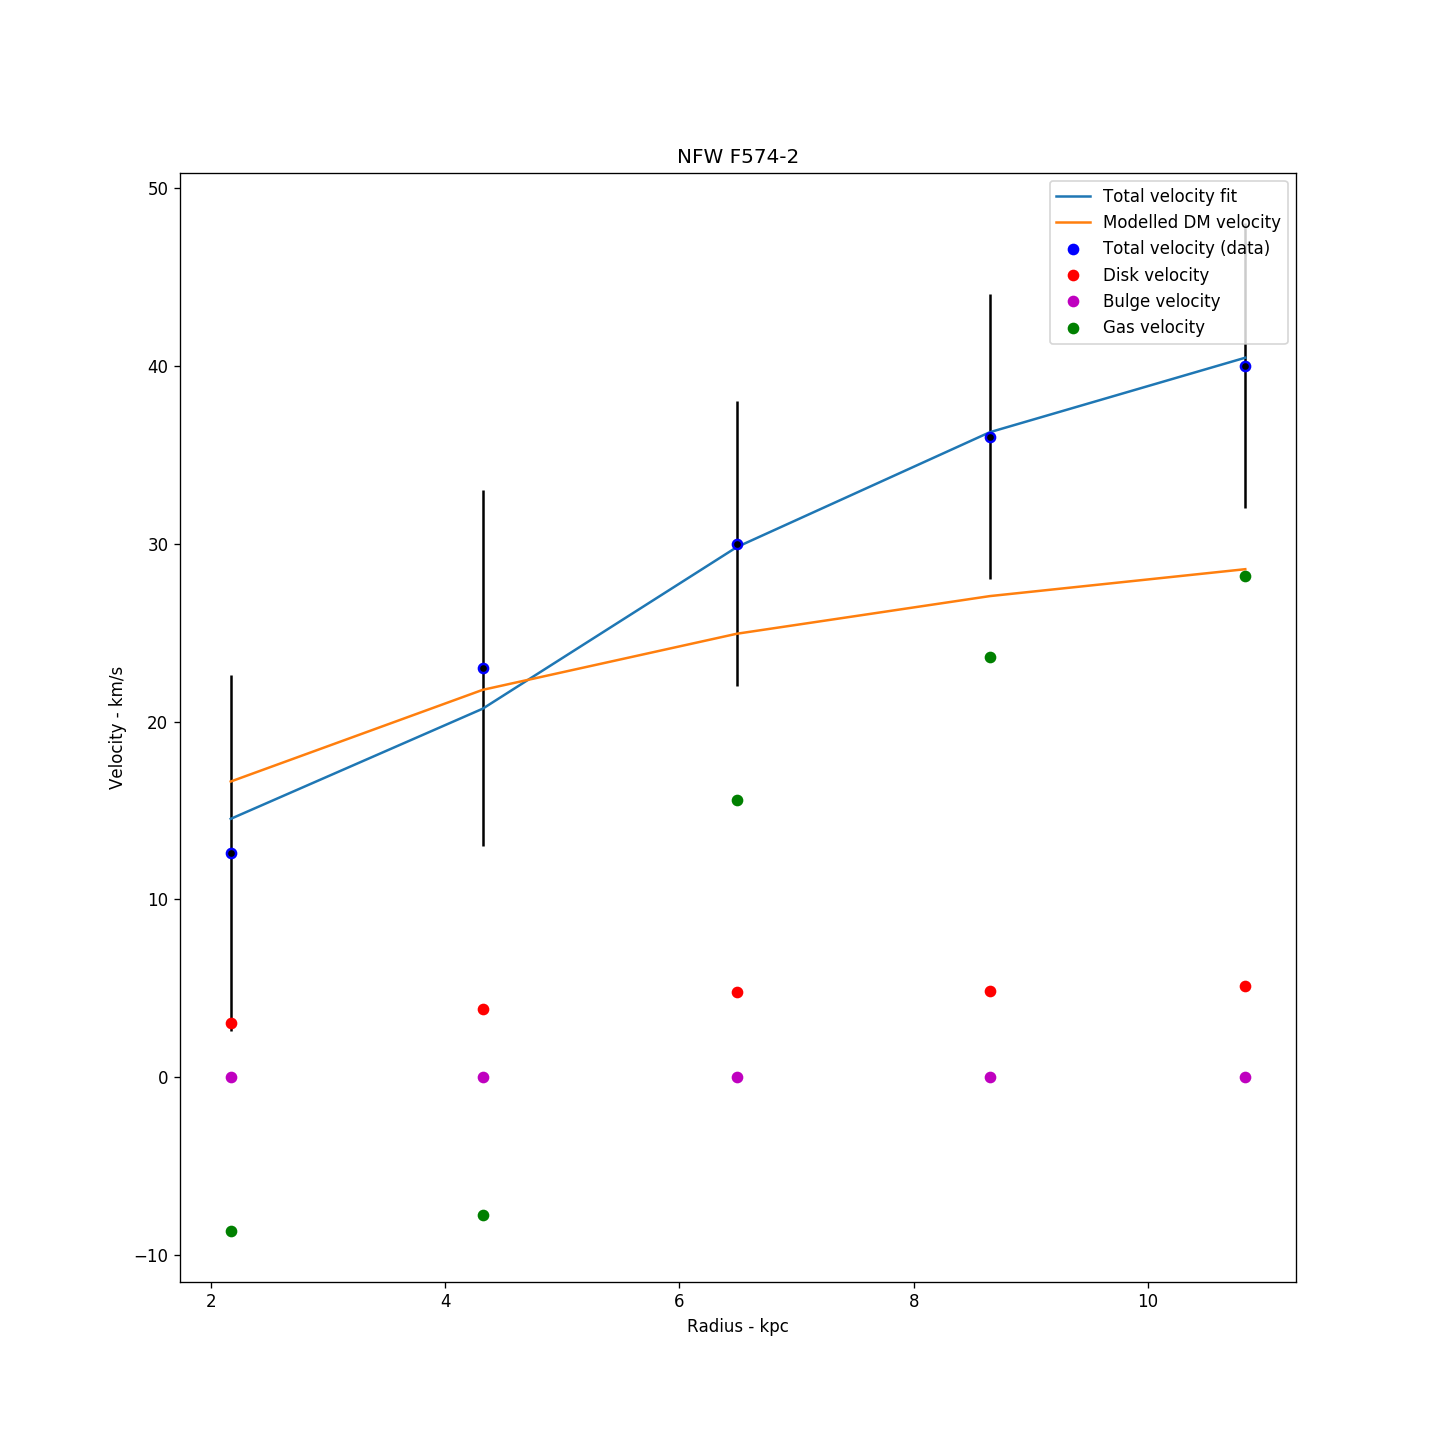 NFW F574-2
50
40
30
20
10
0
−10
Velocity - km/s
2
4
6
8
10
Radius - kpc
Total velocity fit
Modelled DM velocity
Total velocity (data)
Disk velocity
Bulge velocity
Gas velocity